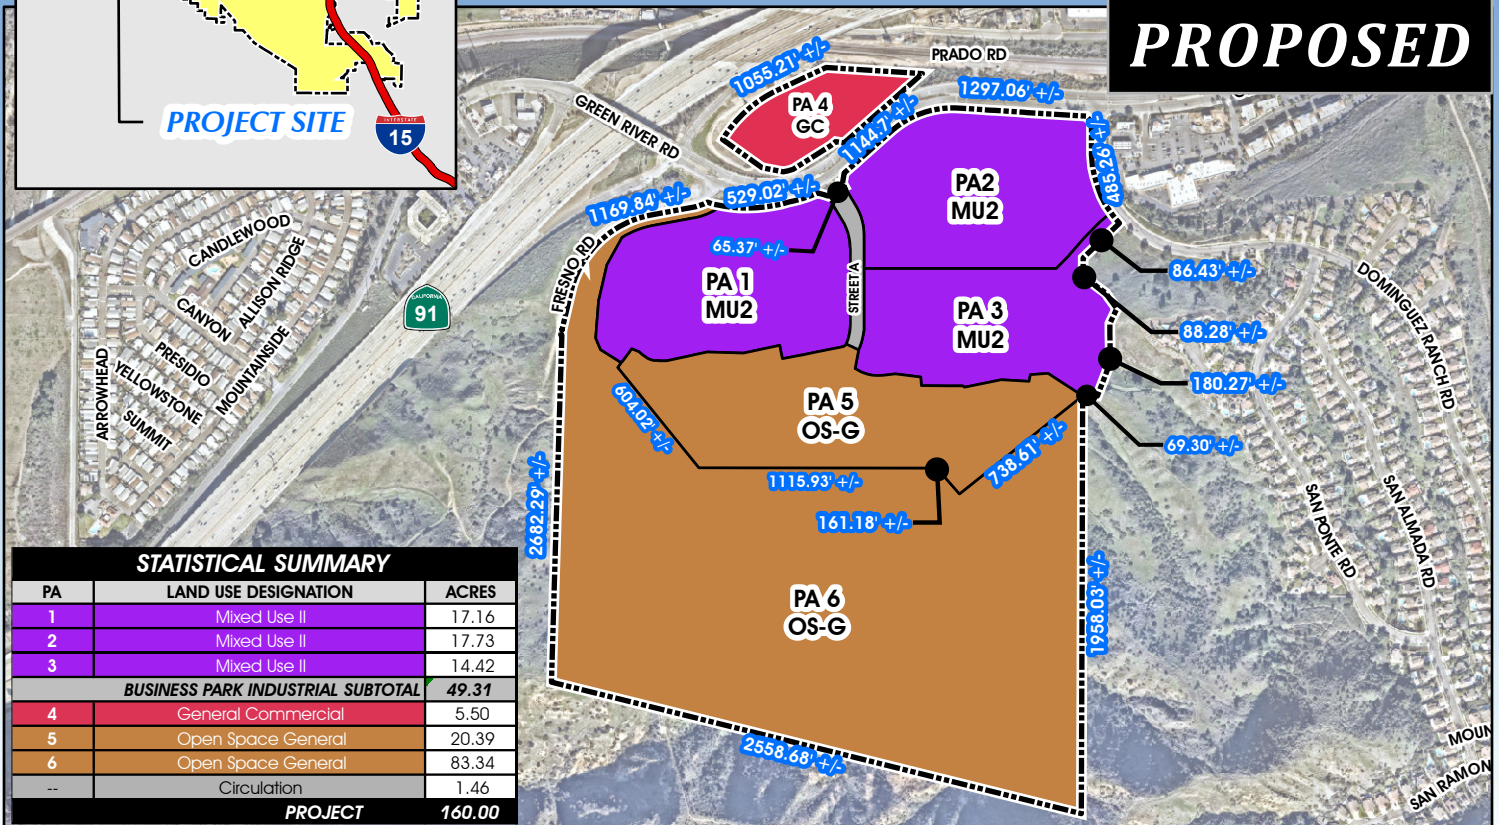 PROPOSED
PROJECT SITE
INTERSTATE
15
PRADO RD
1055.21' +/-
1297.06' +/-
GREEN RIVER RD
PA 4
GC
1144.7' +/-
485.26' +/-
1169.84' +/-
529.02' +/-
PA2
MU2
65.37' +/-
FRESNO RD
PA 1
MU2
STREET A
PA 3
MU2
86.43' +/-
88.28' +/-
180.27' +/-
69.30' +/-
CALIFORNIA
91
CANDLEWOOD
ALLISON RIDGE
CANYON
PRESIDIO
MOUNTAINSIDE
YELLOWSTONE
ARROWHEAD
SUMMIT
DOMINGUEZ RANCH RD
SAN PONTE RD
SAN ALMADA RD
604.02' +/-
PA 5
OS-G
738.61' +/-
1115.93' +/-
161.18' +/-
2682.29' +/-
PA 6
OS-G
1958.03' +/-
2558.68' +/-
MOUN
SAN RAMON
STATISTICAL SUMMARY
PA LAND USE DESIGNATION ACRES
1 Mixed Use II 17.16
2 Mixed Use II 17.73
3 Mixed Use II 14.42
BUSINESS PARK INDUSTRIAL SUBTOTAL 49.31
4 General Commercial 5.50
5 Open Space General 20.39
6 Open Space General 83.34
-- Circulation 1.46
PROJECT 160.00